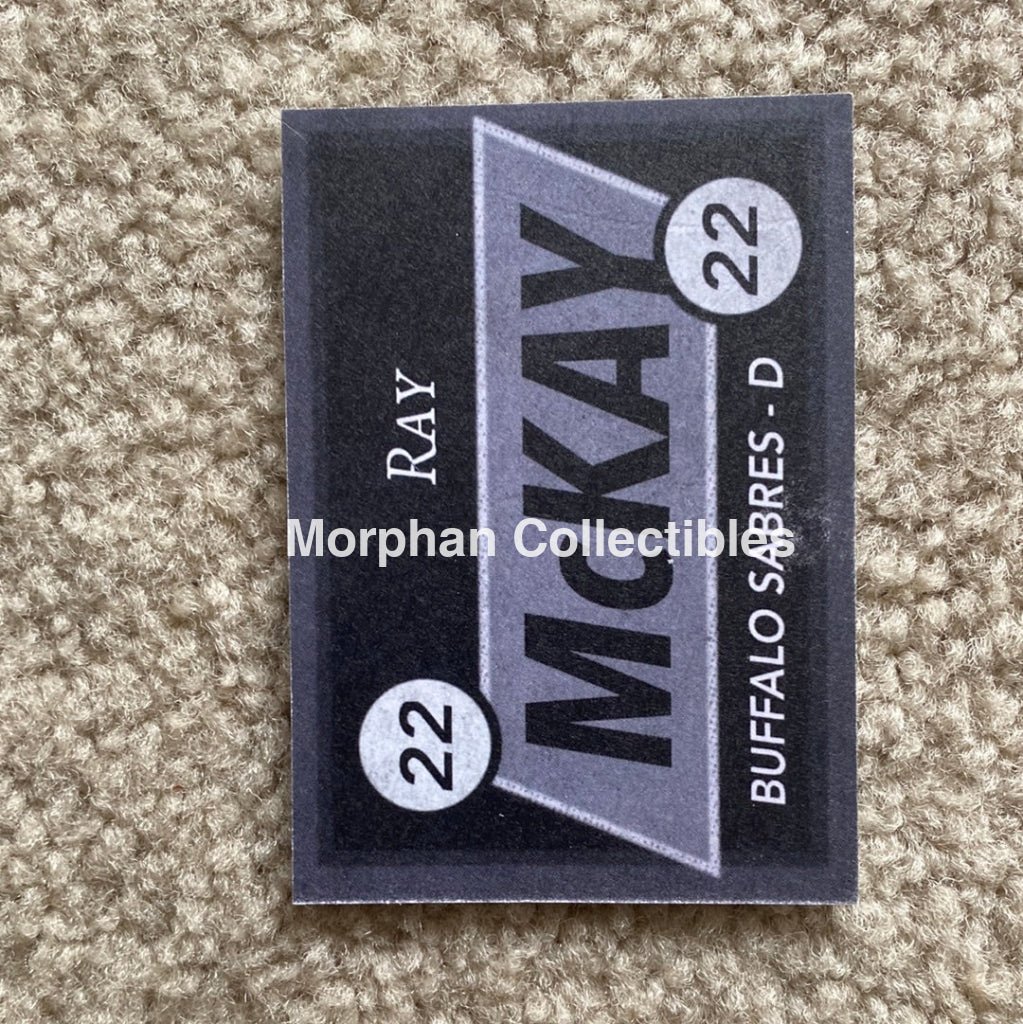 RAY
McKAY
22
22
BUFFALO SABRES - D
Morphan Collectibles